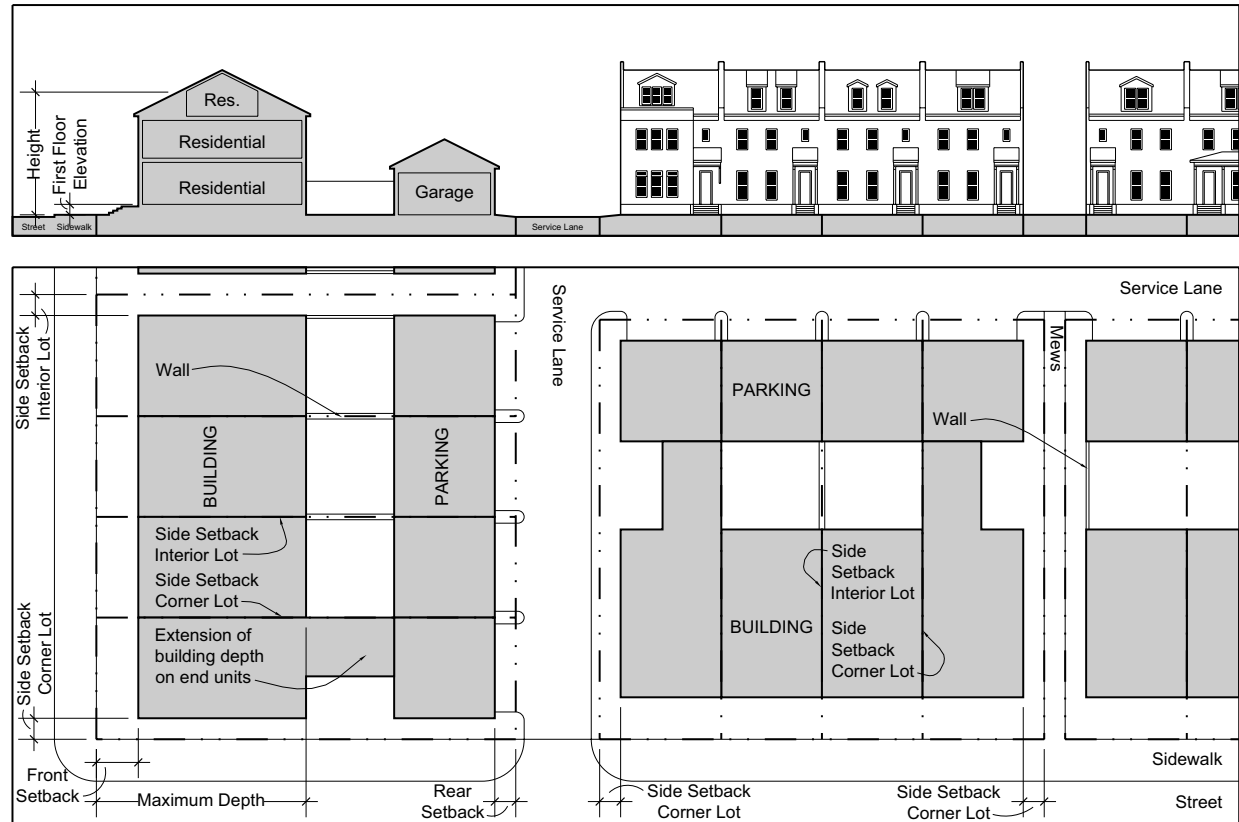 Res.
Residential
Residential
Garage
Height
First Floor
Elevation
Street
Sidewalk
Service Lane
Side Setback
Interior Lot
Service Lane
Service Lane
Mews
Wall
BUILDING
PARKING
PARKING
Wall
Side Setback
Interior Lot
Side Setback
Corner Lot
Extension of
building depth
on end units
Side
Setback
Interior Lot
BUILDING
Side
Setback
Corner Lot
Side Setback
Corner Lot
Front
Setback
Maximum Depth
Rear
Setback
Side Setback
Corner Lot
Side Setback
Corner Lot
Sidewalk
Street